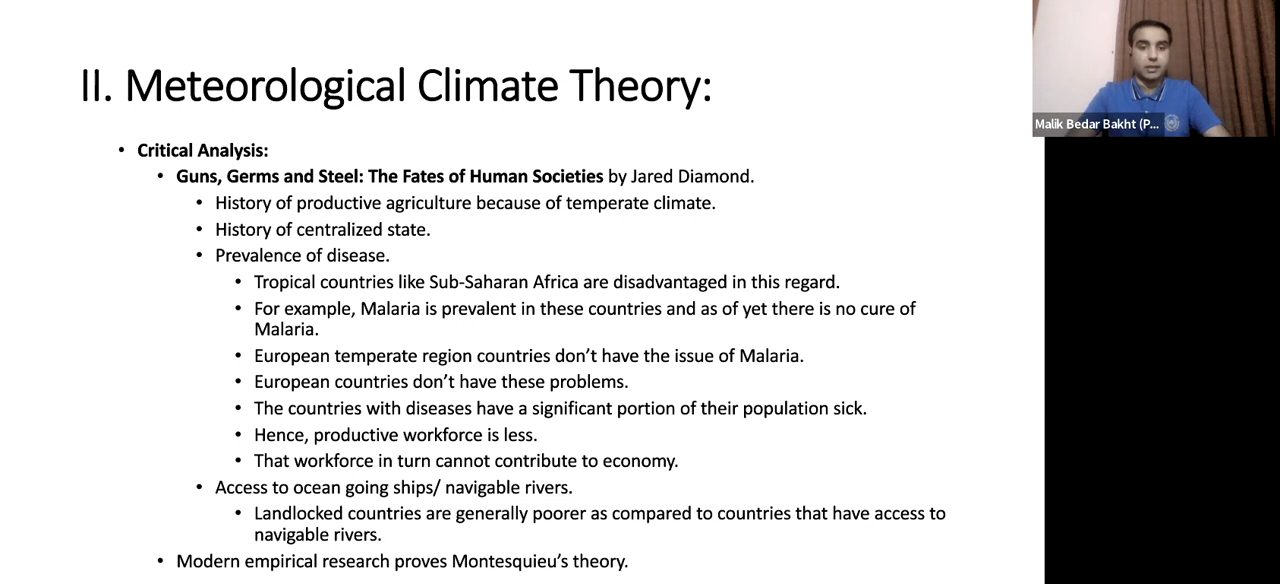 II. Meteorological Climate Theory:
Malik Bedar Bakht (P...
• Critical Analysis:
• Guns, Germs and Steel: The Fates of Human Societies by Jared Diamond.
• History of productive agriculture because of temperate climate.
• History of centralized state.
• Prevalence of disease.
• Tropical countries like Sub-Saharan Africa are disadvantaged in this regard.
• For example, Malaria is prevalent in these countries and as of yet there is no cure of
Malaria.
• European temperate region countries don’t have the issue of Malaria.
• European countries don’t have these problems.
• The countries with diseases have a significant portion of their population sick.
• Hence, productive workforce is less.
• That workforce in turn cannot contribute to economy.
• Access to ocean going ships/ navigable rivers.
• Landlocked countries are generally poorer as compared to countries that have access to
navigable rivers.
• Modern empirical research proves Montesquieu’s theory.